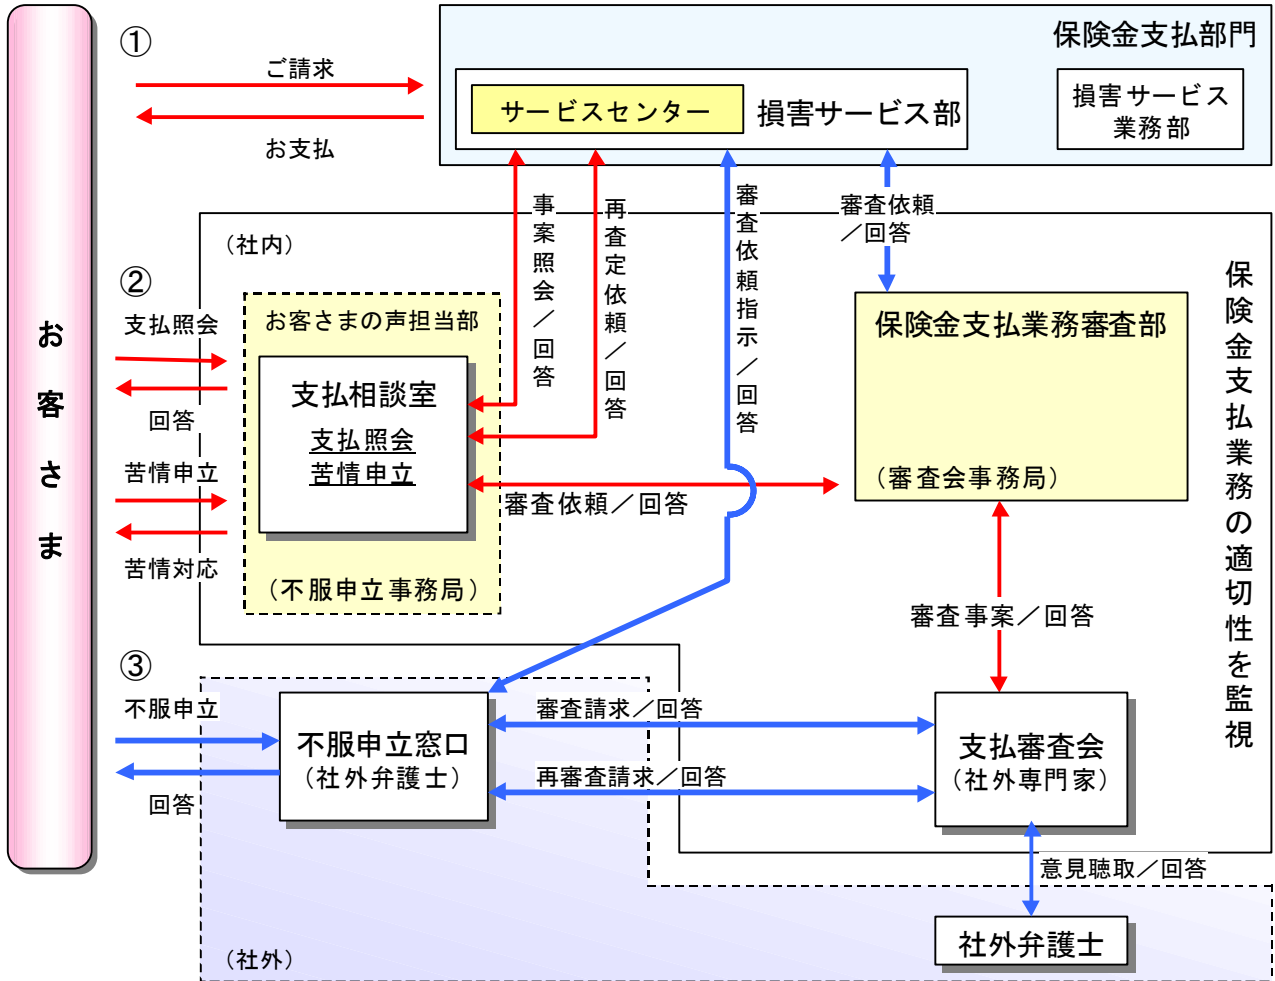 お客さま
①
ご請求
お支払
保険金支払部門
サービスセンター
損害サービス部
損害サービス
業務部
事案照会/回答
再査定依頼/回答
審査依頼指示/回答
審査依頼
/回答
(社内)
②
支払照会
回答
苦情申立
苦情対応
お客さまの声担当部
支払相談室
支払照会
苦情申立
(不服申立事務局)
審査依頼/回答
保険金支払業務審査部
(審査会事務局)
保険金支払業務の適切性を監視
審査事案/回答
③
不服申立
回答
不服申立窓口
(社外弁護士)
審査請求/回答
再審査請求/回答
支払審査会
(社外専門家)
意見聴取/回答
社外弁護士
(社外)